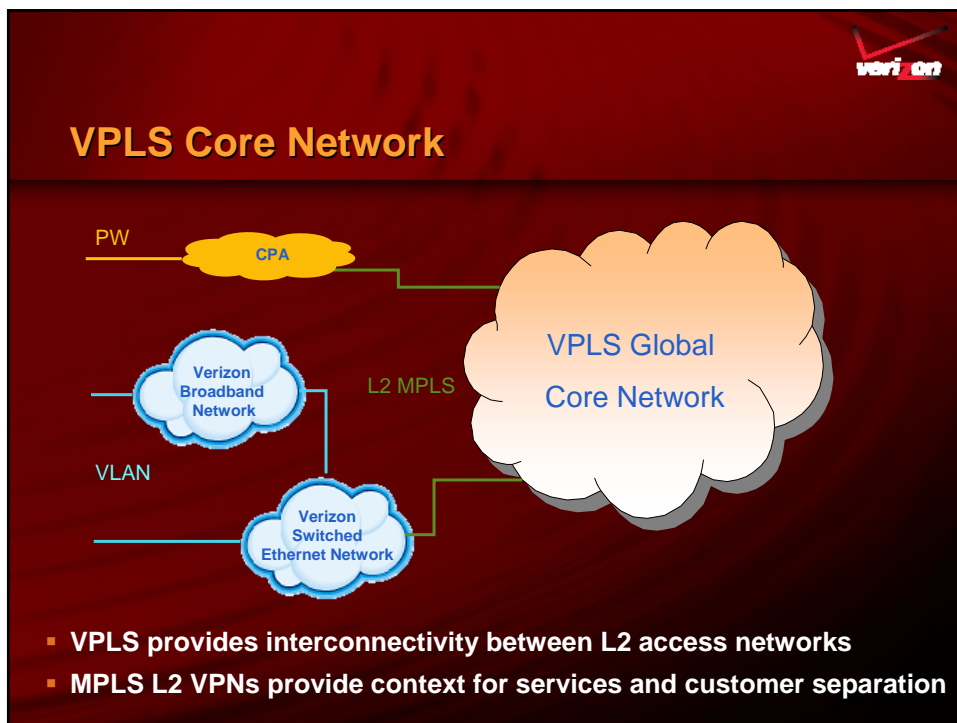 verizon
VPLS Core Network
PW
CPA
VPLS Global
Core Network
Verizon
Broadband
Network
L2 MPLS
VLAN
Verizon
Switched
Ethernet Network
▪ VPLS provides interconnectivity between L2 access networks
▪ MPLS L2 VPNs provide context for services and customer separation